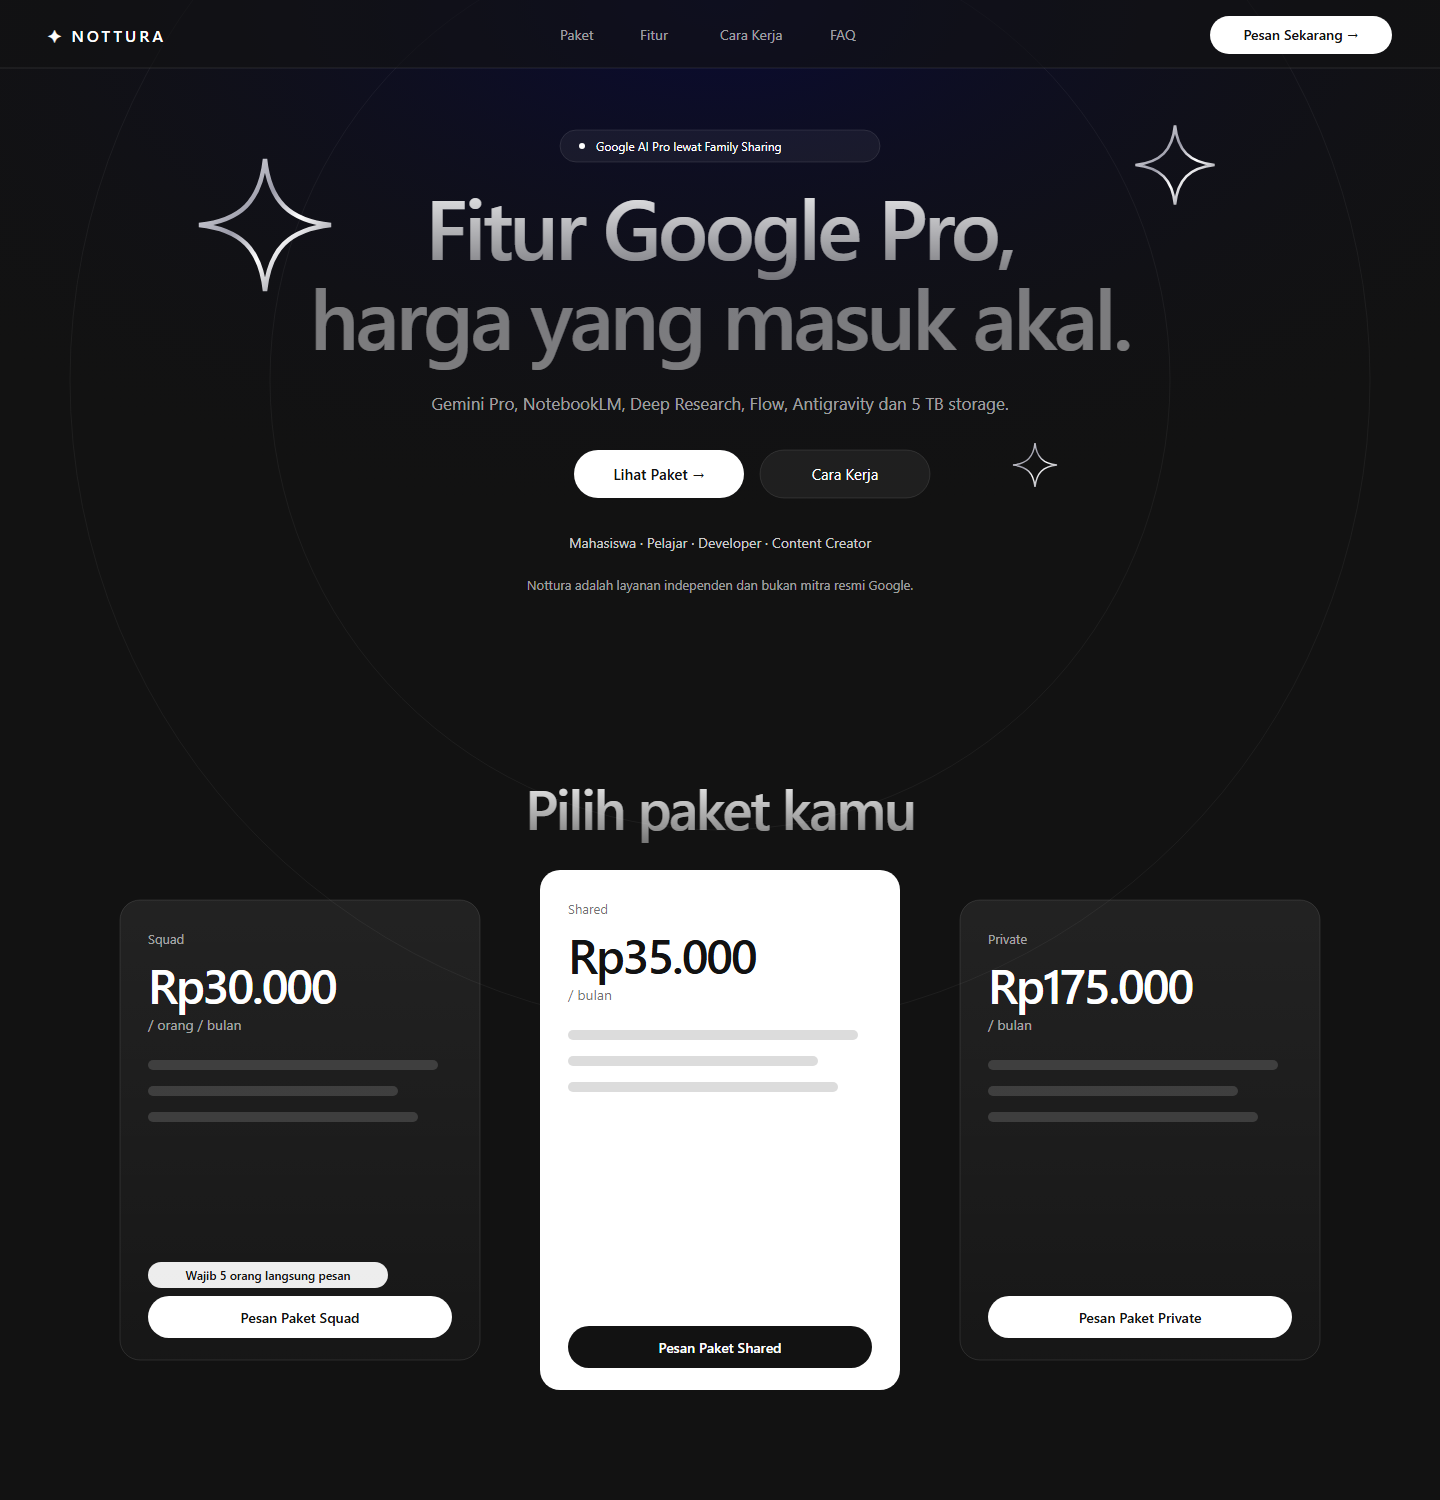 ✦ NOTTURA
Paket
Fitur
Cara Kerja
FAQ
Pesan Sekarang →
Google AI Pro lewat Family Sharing
Fitur Google Pro,
harga yang masuk akal.
Gemini Pro, NotebookLM, Deep Research, Flow, Antigravity dan 5 TB storage.
Lihat Paket →
Cara Kerja
Mahasiswa · Pelajar · Developer · Content Creator
Nottura adalah layanan independen dan bukan mitra resmi Google.
Pilih paket kamu
Squad
Rp30.000
/ orang / bulan
Wajib 5 orang langsung pesan
Pesan Paket Squad
Shared
Rp35.000
/ bulan
Pesan Paket Shared
Private
Rp175.000
/ bulan
Pesan Paket Private